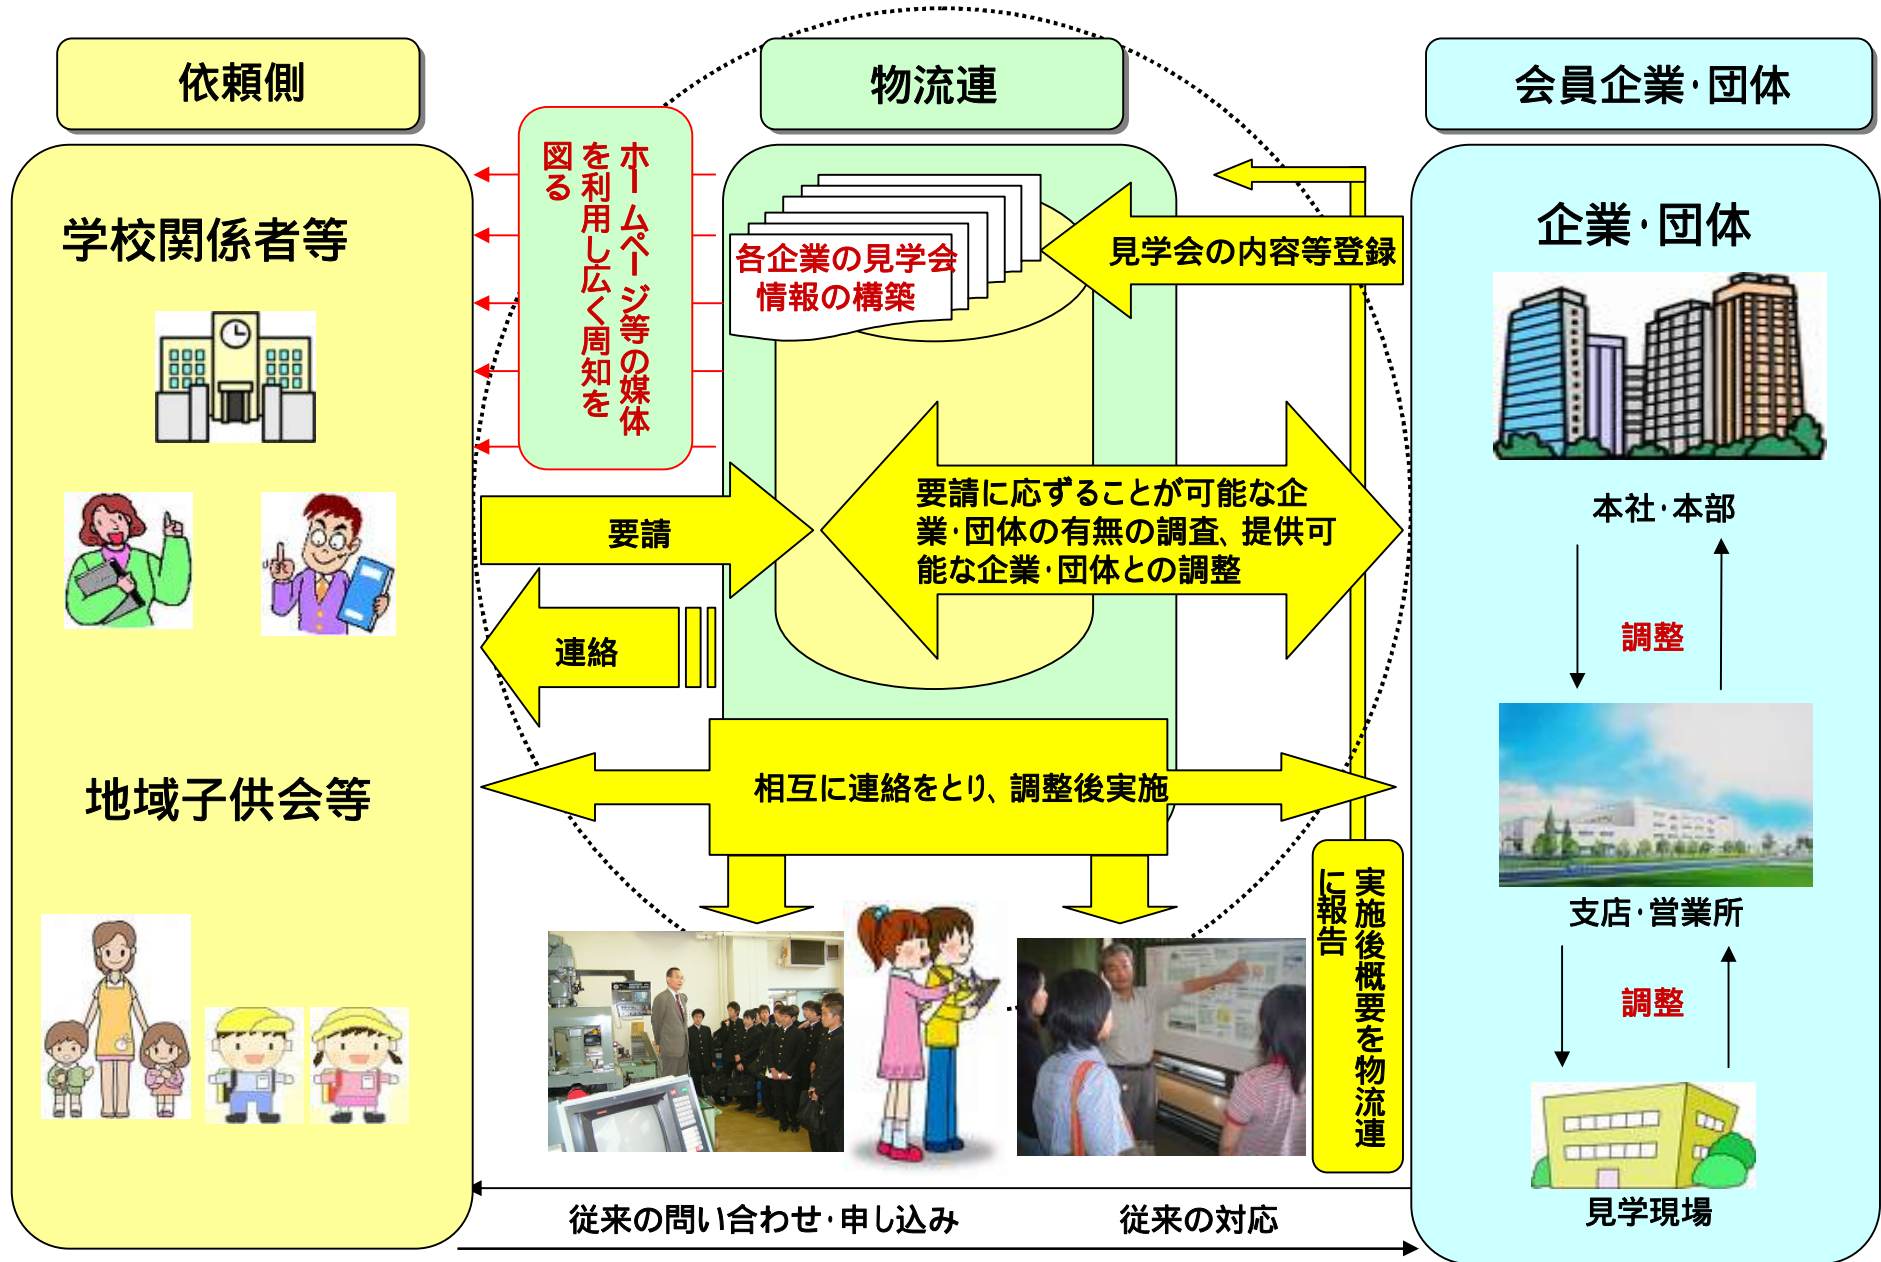 依頼側
物流連
会員企業・団体
学校関係者等
地域子供会等
ホームページ等の媒体
を利用し広く周知を
図る
各企業の見学会
情報の構築
見学会の内容等登録
要請
要請に応ずることが可能な企
業・団体の有無の調査、提供可
能な企業・団体との調整
連絡
相互に連絡をとり、調整後実施
実施後概要を物流連
に報告
企業・団体
本社・本部
調整
支店・営業所
調整
見学現場
従来の問い合わせ・申し込み
従来の対応